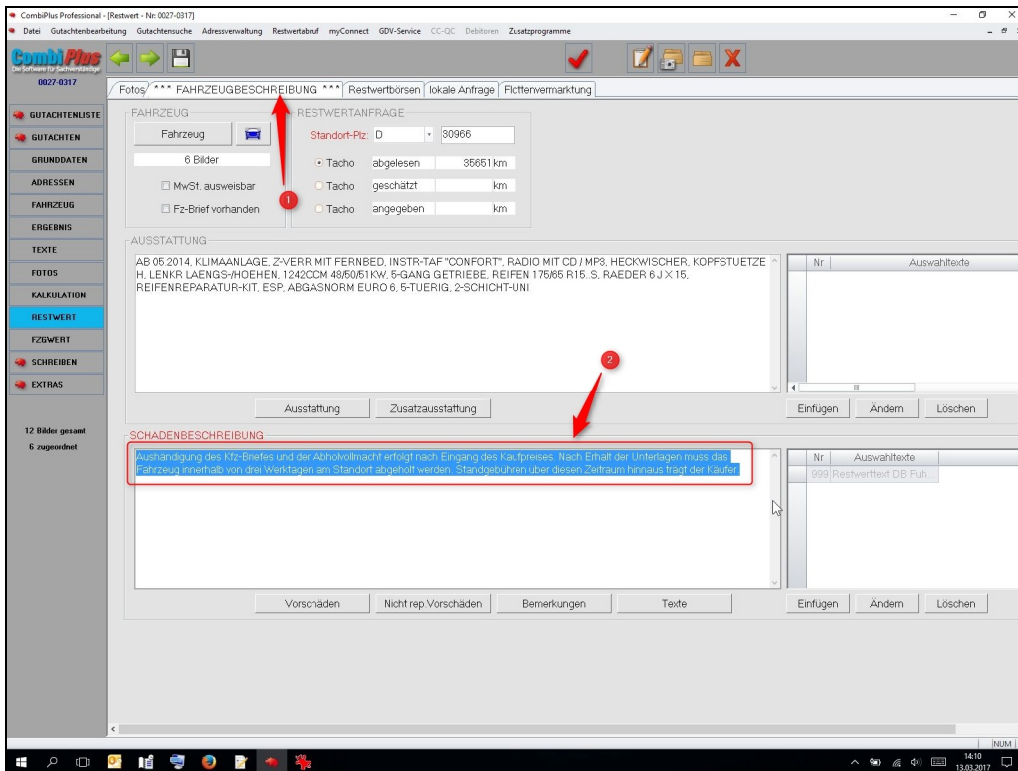 CombiPlus Professional - [Restwert - Nr: 0027-0317]
Datei Gutachtenbearbeitung Gutachtensuche Adressverwaltung Restwertabruf myConnect GDV-Service CC-QC Debitoren Zusatzprogramme
CombiPlus
Die Software für Sachverständige
0027-0317
Fotos *** FAHRZEUGBESCHREIBUNG *** Restwertbörsen lokale Anfrage Flottenvermarktung
GUTACHTENLISTE
GUTACHTEN
GRUNDDATEN
ADRESSEN
FAHRZEUG
ERGEBNIS
TEXTE
FOTOS
KALKULATION
RESTWERT
FZGWERT
SCHREIBEN
EXTRAS
12 Bilder gesamt
6 zugeordnet
FAHRZEUG
Fahrzeug
6 Bilder
MwSt. ausweisbar
Fz-Brief vorhanden
1
RESTWERTANFRAGE
Standort-Plz: D 30966
Tacho abgelesen 35651 km
Tacho geschätzt km
Tacho angegeben km
AUSSTATTUNG
AB 05.2014, KLIMAANLAGE, Z-VERR MIT FERNBED, INSTR-TAF "CONFORT", RADIO MIT CD / MP3, HECKWISCHER, KOPFSTUETZE
H, LENKR LAENGS-/HOEHEN, 1242CCM 48/50/51KW, 5-GANG GETRIEBE, REIFEN 175/65 R15..S, RAEDER 6 J X 15,
REIFENREPARATUR-KIT, ESP, ABGASNORM EURO 6, 5-TUERIG, 2-SCHICHT-UNI
Nr Auswahltexte
2
Ausstattung Zusatzausstattung
Einfügen Ändern Löschen
SCHADENBESCHREIBUNG
Aushändigung des Kfz-Briefes und der Abholvollmacht erfolgt nach Eingang des Kaufpreises. Nach Erhalt der Unterlagen muss das
Fahrzeug innerhalb von drei Werktagen am Standort abgeholt werden. Standgebühren über diesen Zeitraum hinnaus trägt der Käufer
Nr Auswahltexte
999 Restwerttext DB Fuh...
Vorschäden Nicht rep.Vorschäden Bemerkungen Texte
Einfügen Ändern Löschen
NUM
14:10
13.03.2017